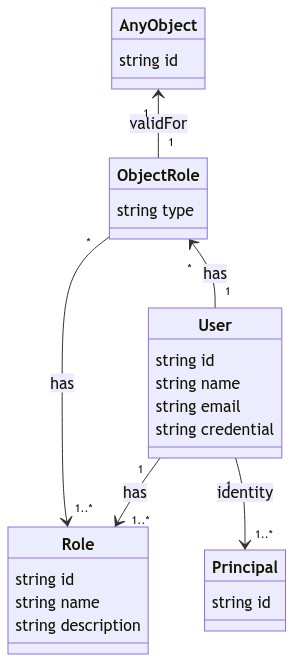 AnyObject
string id
1
validFor
1
ObjectRole
string type
*
*
has
1
User
string id
string name
string email
string credential
has
1..*
1
has
1..*
1
identity
1..*
Role
string id
string name
string description
Principal
string id